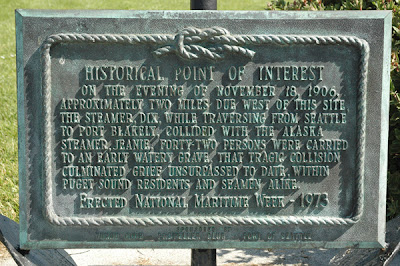 HISTORICAL POINT OF INTEREST
ON THE EVENING OF NOVEMBER 18, 1906,
APPROXIMATELY TWO MILES DUE WEST OF THIS SITE
THE STEAMER, DIX, WHILE TRAVERSING FROM SEATTLE
TO PORT BLAKELY, COLLIDED WITH THE ALASKA
STEAMER, JEANIE, FORTY-TWO PERSONS WERE CARRIED
TO AN EARLY WATERY GRAVE. THAT TRAGIC COLLISION
CULMINATED GRIEF UNSURPASSED TO DATE, WITHIN
PUGET SOUND RESIDENTS AND SEAMEN ALIKE.
ERECTED NATIONAL MARITIME WEEK - 1973